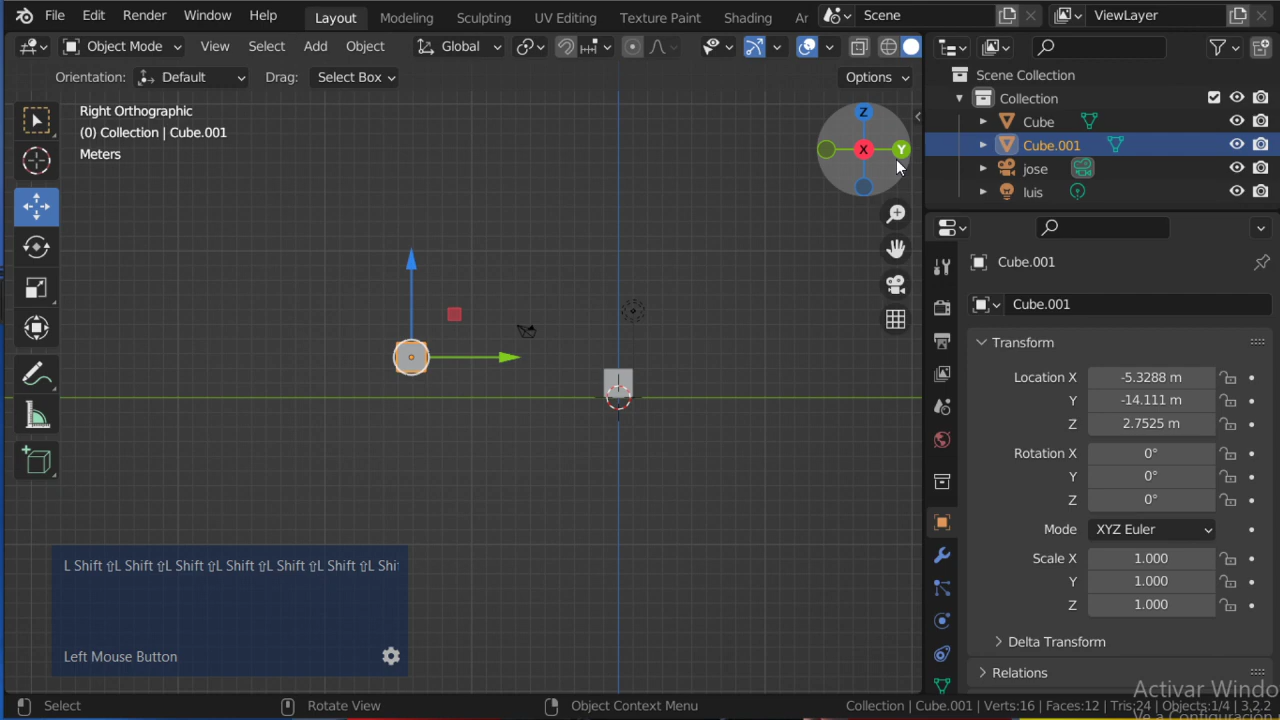 File Edit Render Window Help Layout Modeling Sculpting UV Editing Texture Paint Shading Ar Scene ViewLayer
Object Mode View Select Add Object Global
Orientation: Default Drag: Select Box Options
Right Orthographic
(0) Collection | Cube.001
Meters
Z
X
Y
Scene Collection
Collection
Cube
Cube.001
jose
luis
Cube.001
Cube.001
Transform
Location X -5.3288 m
Y -14.111 m
Z 2.7525 m
Rotation X 0°
Y 0°
Z 0°
Mode XYZ Euler
Scale X 1.000
Y 1.000
Z 1.000
Delta Transform
Relations
L Shift ⇧L Shift ⇧L Shift ⇧L Shift ⇧L Shift ⇧L Shift ⇧L Shi
Left Mouse Button
Activar Windo
Select Rotate View Object Context Menu Collection | Cube.001 | Verts:16 | Faces:12 | Tris:24 | Objects:1/4 | 3.2.2